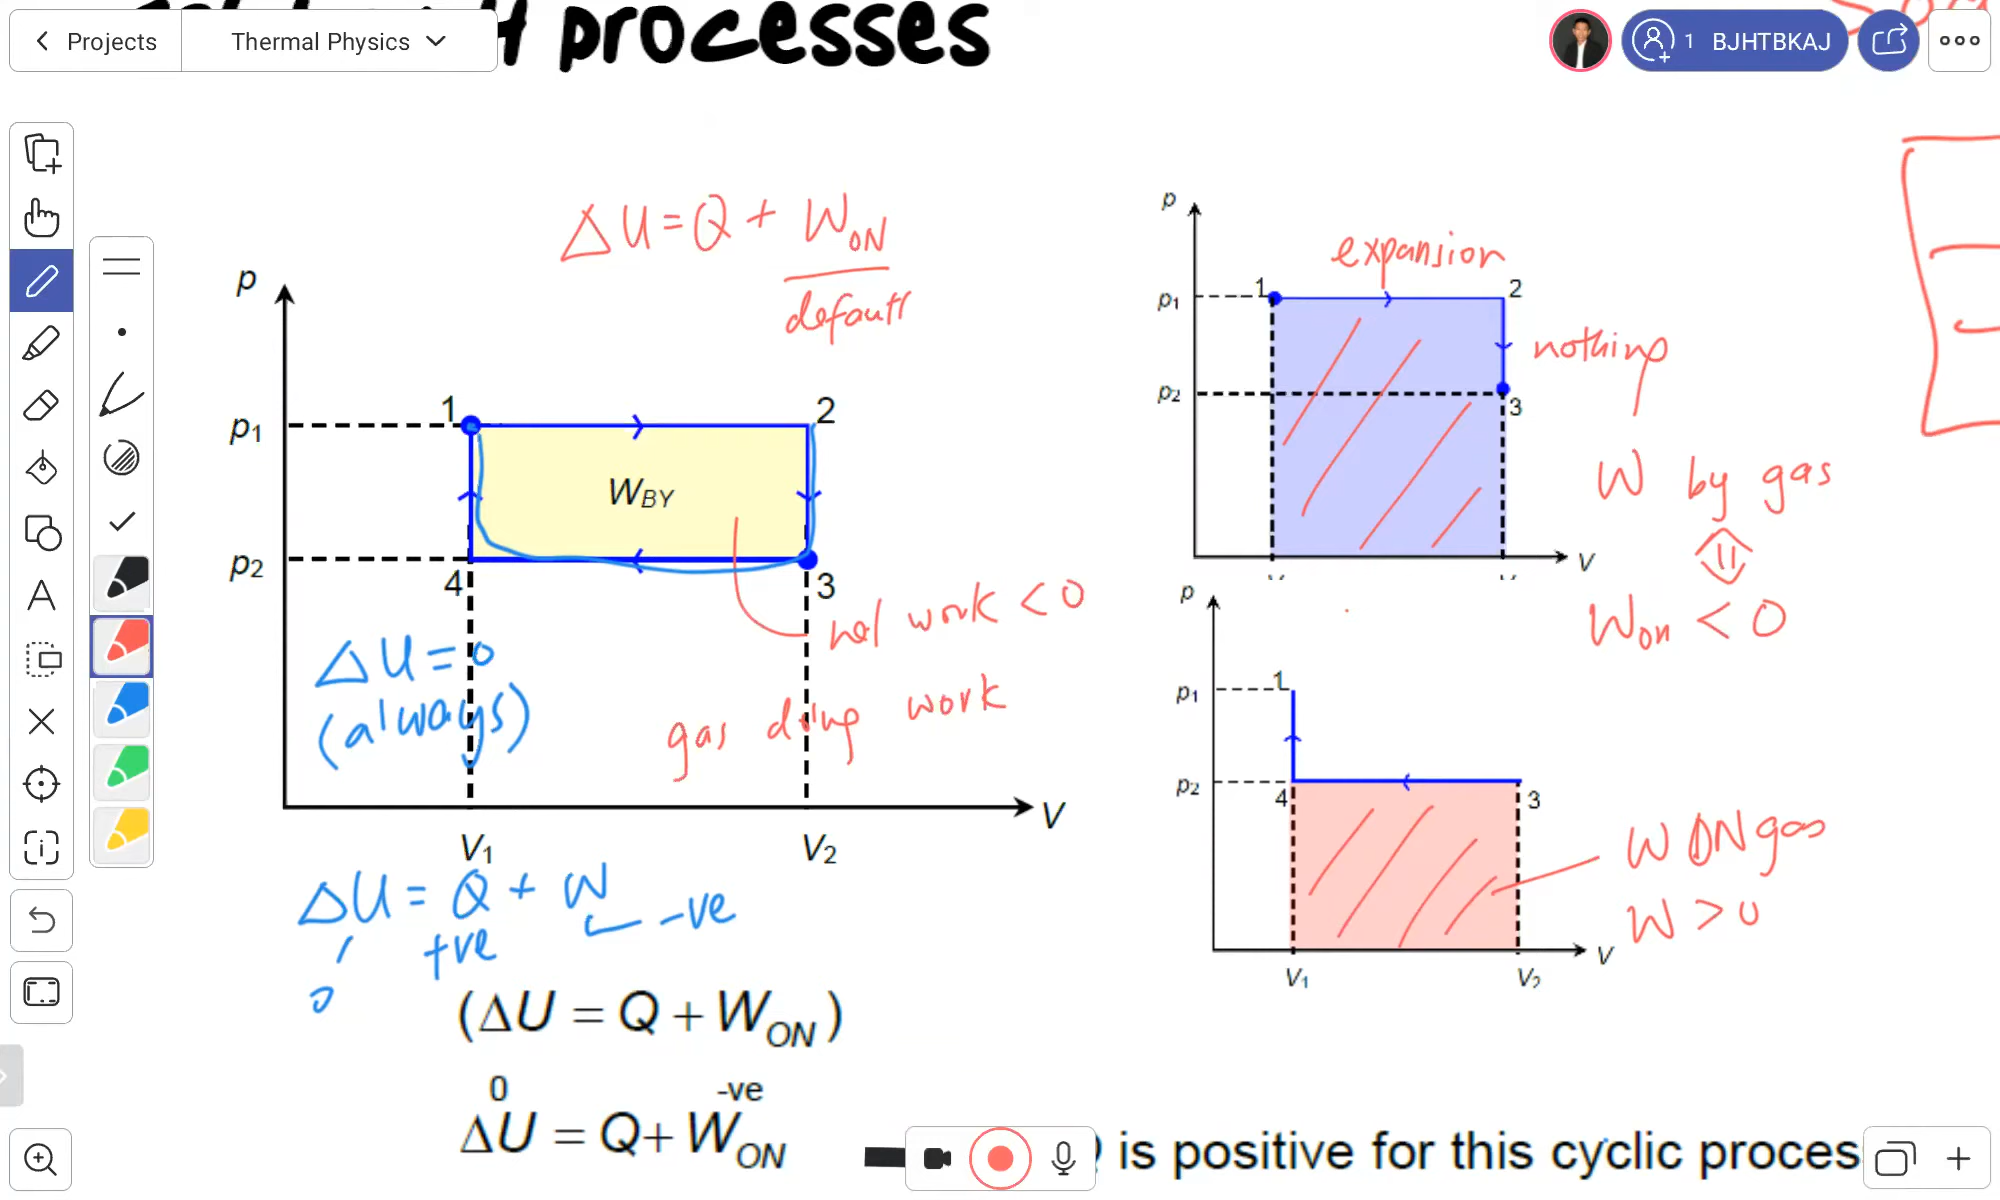 processes
Projects
Thermal Physics
1 BJHTBKAJ
ΔU = Q + W_ON
default
p
p1
p2
1
2
3
4
W_BY
net work < 0
gas doing work
ΔU = 0
(always)
V1
V2
V
ΔU = Q + W
-ve
+ve
0
(ΔU = Q + W_ON)
0
-ve
ΔU = Q + W_ON
p
expansion
1
2
p1
nothing
p2
3
V
W by gas
W_on < 0
p
p1
1
p2
4
3
W ON gas
W > 0
V
V1
V2
is positive for this cyclic proces
A